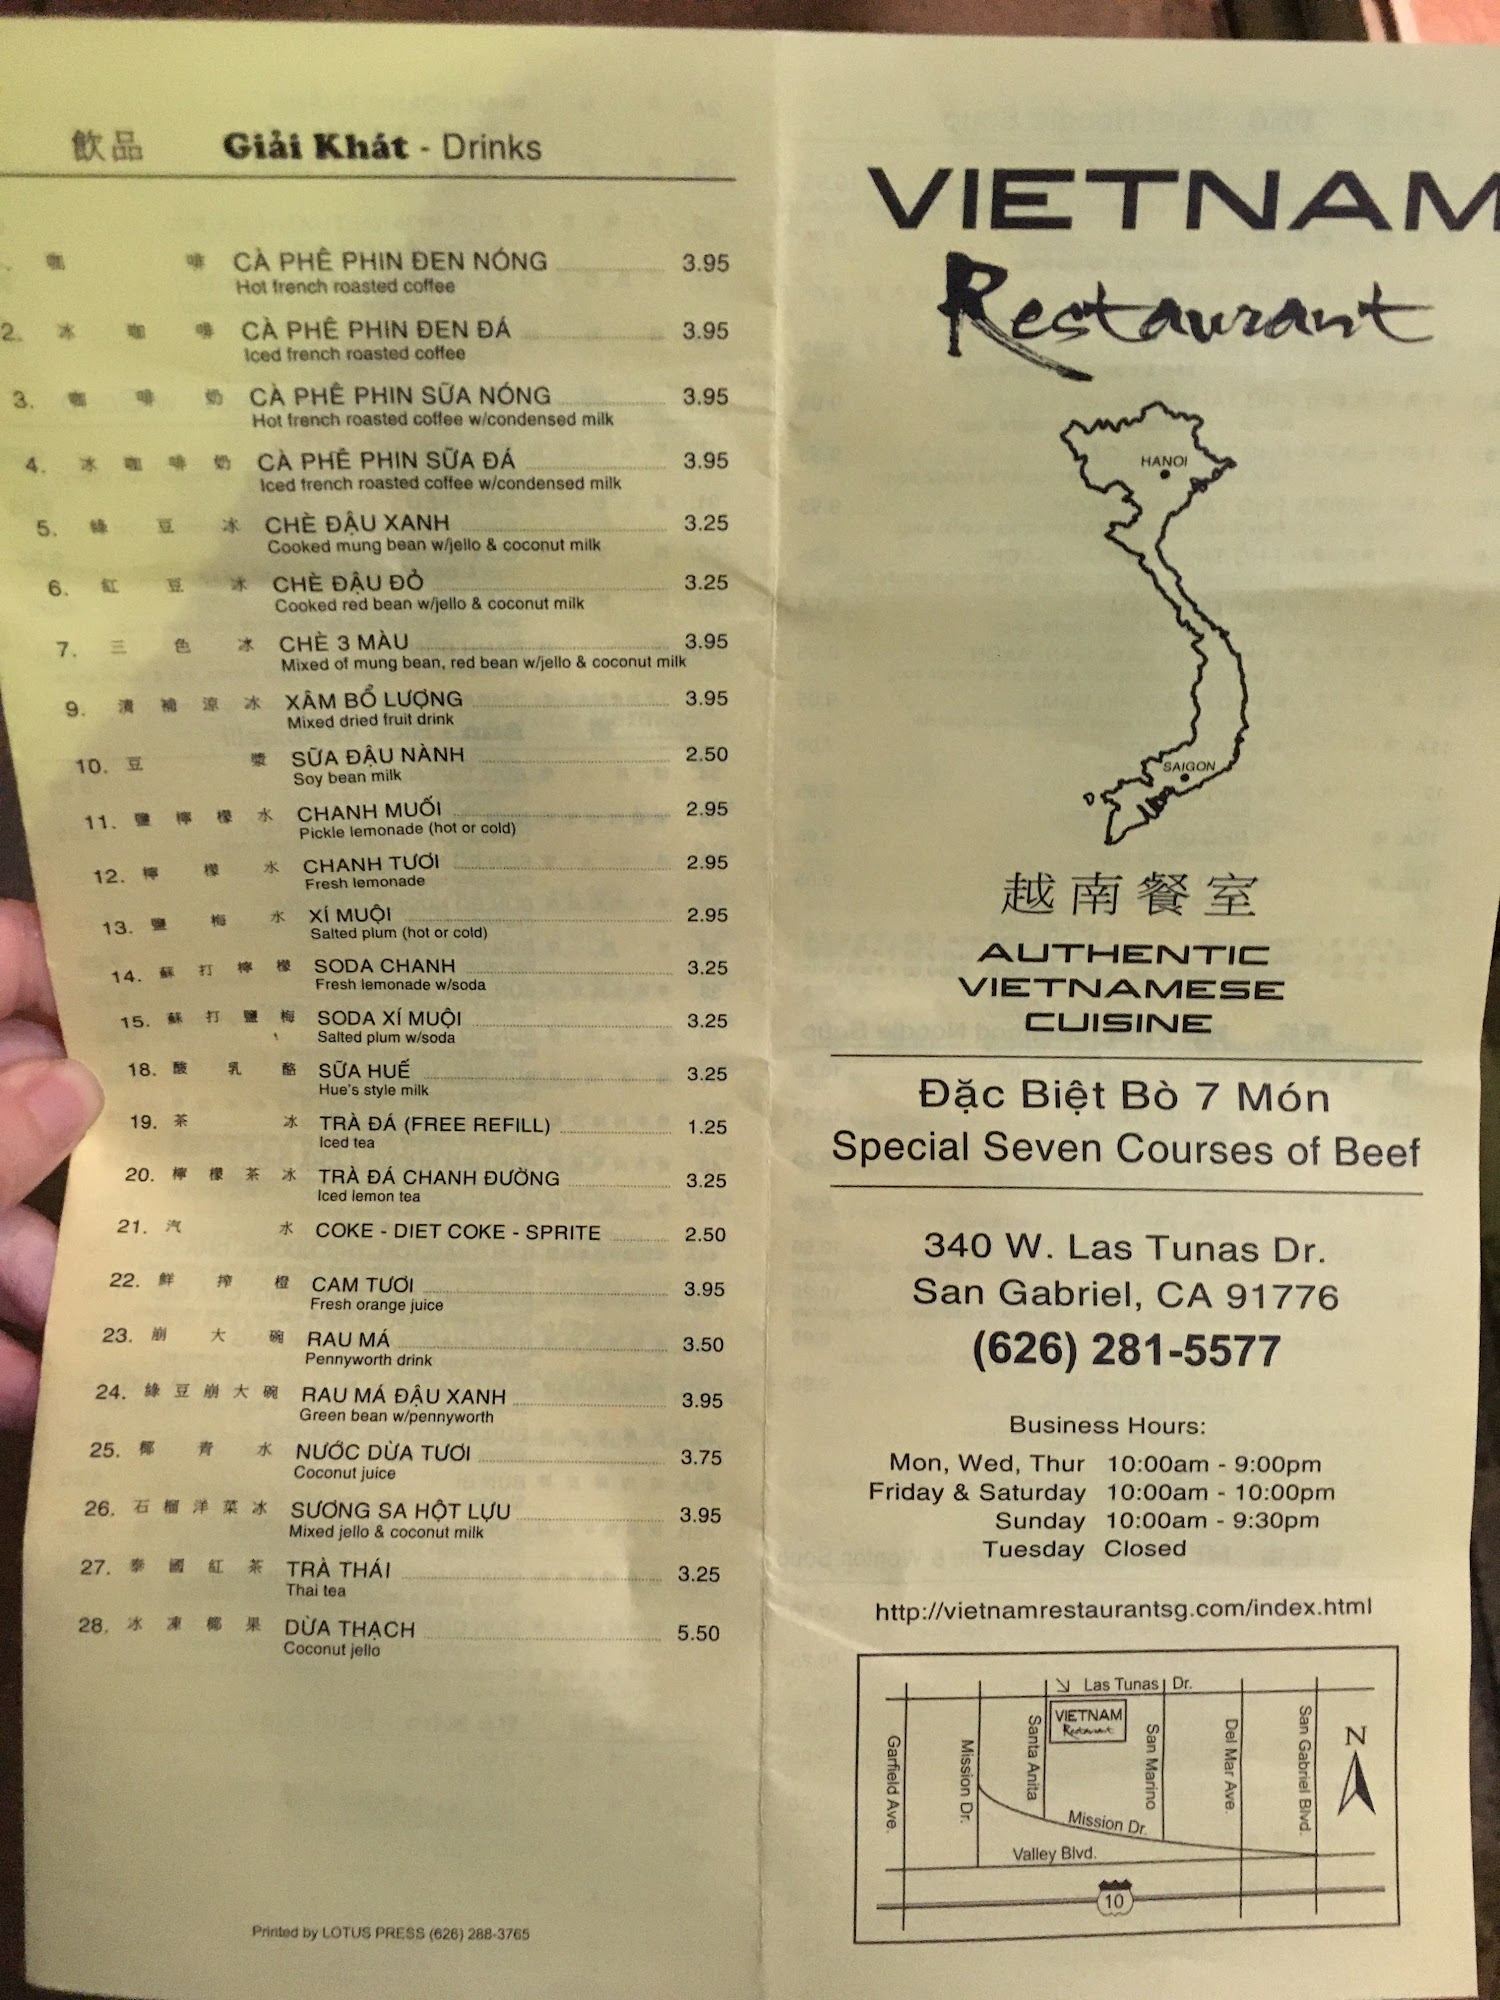 飲品 Giải Khát - Drinks
咖啡 CÀ PHÊ PHIN ĐEN NÓNG 3.95
Hot french roasted coffee
2. 冰咖啡 CÀ PHÊ PHIN ĐEN ĐÁ 3.95
Iced french roasted coffee
3. 咖啡奶 CÀ PHÊ PHIN SỮA NÓNG 3.95
Hot french roasted coffee w/condensed milk
4. 冰咖啡奶 CÀ PHÊ PHIN SỮA ĐÁ 3.95
Iced french roasted coffee w/condensed milk
5. 綠豆冰 CHÈ ĐẬU XANH 3.25
Cooked mung bean w/jello & coconut milk
6. 紅豆冰 CHÈ ĐẬU ĐỎ 3.25
Cooked red bean w/jello & coconut milk
7. 三色冰 CHÈ 3 MÀU 3.95
Mixed of mung bean, red bean w/jello & coconut milk
9. 清補涼冰 XÂM BỔ LƯỢNG 3.95
Mixed dried fruit drink
10. 豆漿 SỮA ĐẬU NÀNH 2.50
Soy bean milk
11. 鹽檸檬水 CHANH MUỐI 2.95
Pickle lemonade (hot or cold)
12. 檸檬水 CHANH TƯƠI 2.95
Fresh lemonade
13. 鹽梅水 XÍ MUỘI 2.95
Salted plum (hot or cold)
14. 蘇打檸檬 SODA CHANH 3.25
Fresh lemonade w/soda
15. 蘇打鹽梅 SODA XÍ MUỘI 3.25
Salted plum w/soda
18. 酸乳酪 SỮA HUẾ 3.25
Hue's style milk
19. 茶冰 TRÀ ĐÁ (FREE REFILL) 1.25
Iced tea
20. 檸檬茶冰 TRÀ ĐÁ CHANH ĐƯỜNG 3.25
Iced lemon tea
21. 汽水 COKE - DIET COKE - SPRITE 2.50
22. 鮮搾橙 CAM TƯƠI 3.95
Fresh orange juice
23. 崩大碗 RAU MÁ 3.50
Pennyworth drink
24. 綠豆崩大碗 RAU MÁ ĐẬU XANH 3.95
Green bean w/pennyworth
25. 椰青水 NƯỚC DỪA TƯƠI 3.75
Coconut juice
26. 石榴洋菜冰 SƯƠNG SA HỘT LỰU 3.95
Mixed jello & coconut milk
27. 泰國紅茶 TRÀ THÁI 3.25
Thai tea
28. 冰凍椰果 DỪA THẠCH 5.50
Coconut jello
Printed by LOTUS PRESS (626) 288-3765
VIETNAM
Restaurant
HANOI
SAIGON
越南餐室
AUTHENTIC
VIETNAMESE
CUISINE
Đặc Biệt Bò 7 Món
Special Seven Courses of Beef
340 W. Las Tunas Dr.
San Gabriel, CA 91776
(626) 281-5577
Business Hours:
Mon, Wed, Thur 10:00am - 9:00pm
Friday & Saturday 10:00am - 10:00pm
Sunday 10:00am - 9:30pm
Tuesday Closed
http://vietnamrestaurantsg.com/index.html
Las Tunas Dr.
VIETNAM
Restaurant
Garfield Ave.
Mission Dr.
Santa Anita
San Marino
Del Mar Ave.
San Gabriel Blvd.
N
Mission Dr.
Valley Blvd.
10